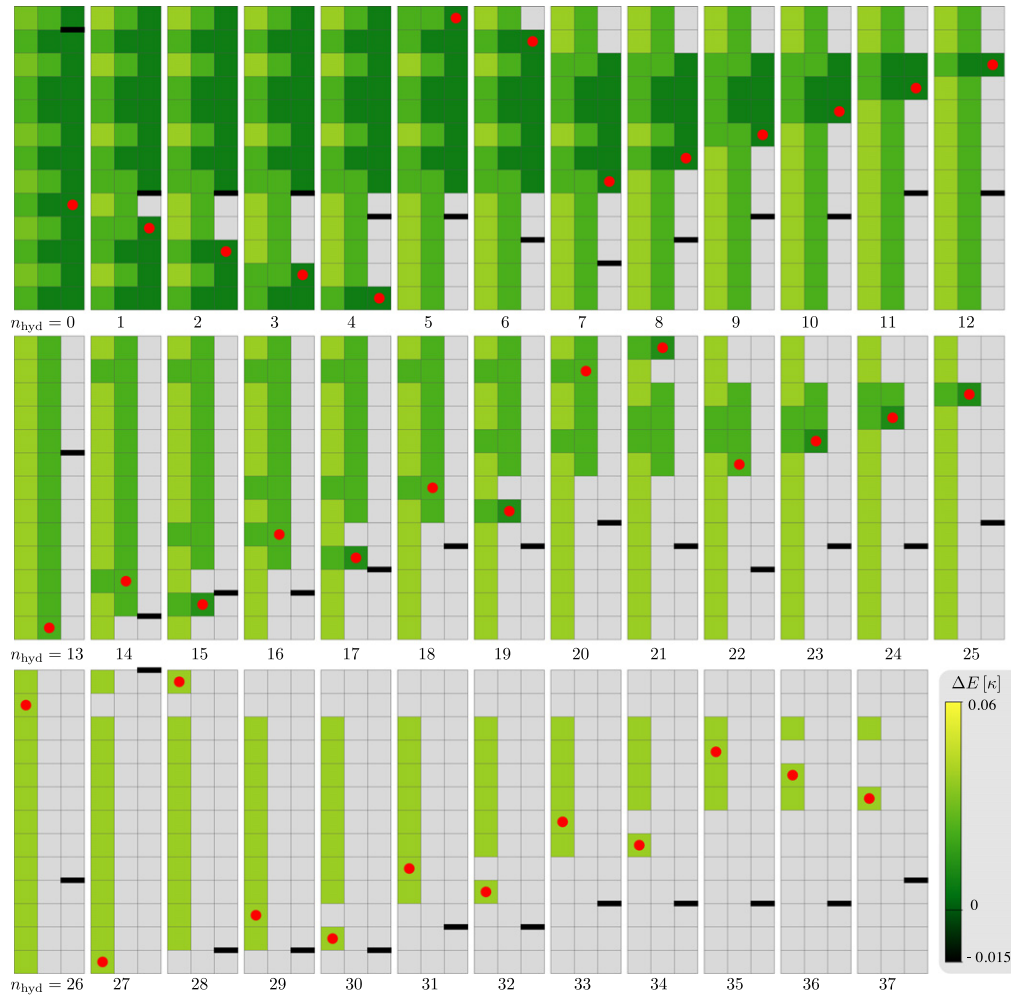 n_hyd = 0 1 2 3 4 5 6 7 8 9 10 11 12
n_hyd = 13 14 15 16 17 18 19 20 21 22 23 24 25
ΔE [κ]
0.06
0
- 0.015
n_hyd = 26 27 28 29 30 31 32 33 34 35 36 37